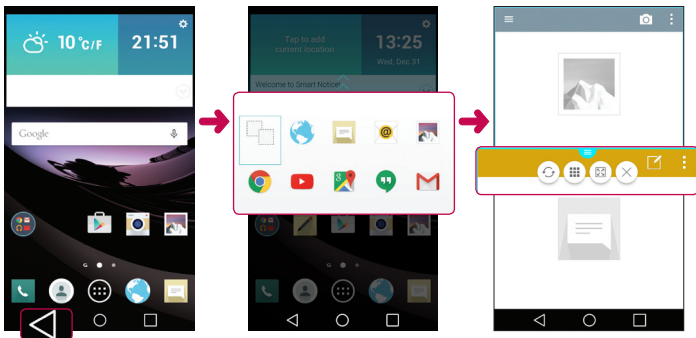 10°C/F
21:51
Google
G
Tap to add
current location
13:25
Wed, Dec 31
Welcome to Smart Notice!